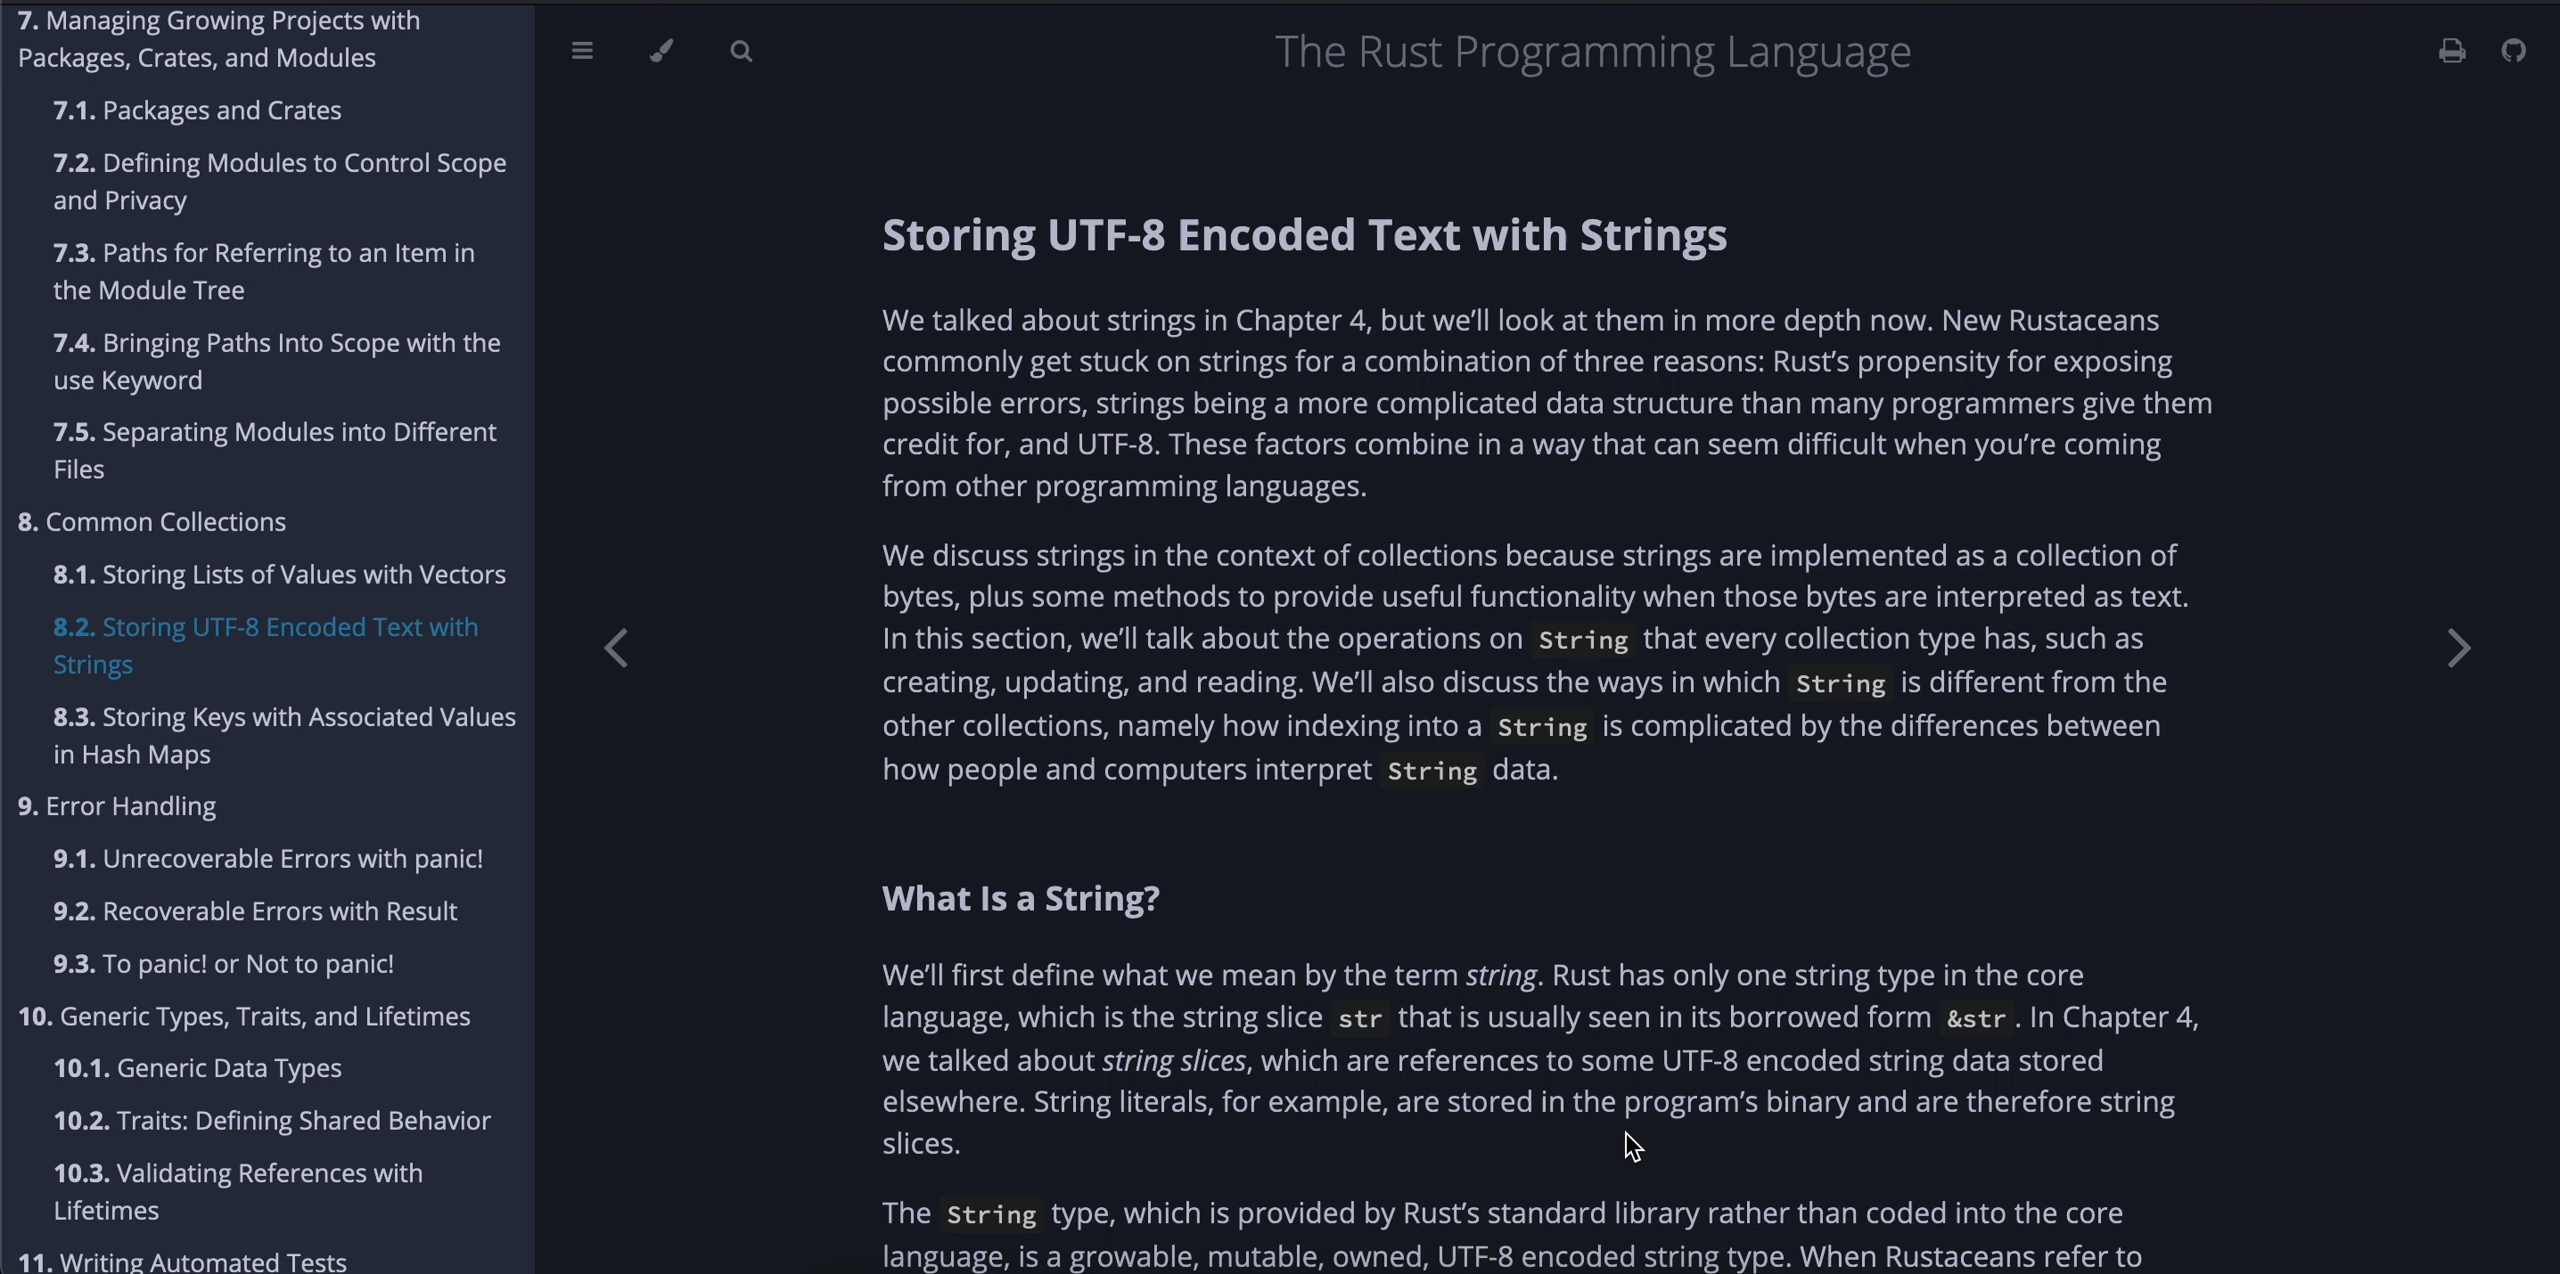 7. Managing Growing Projects with
Packages, Crates, and Modules
7.1. Packages and Crates
7.2. Defining Modules to Control Scope
and Privacy
7.3. Paths for Referring to an Item in
the Module Tree
7.4. Bringing Paths Into Scope with the
use Keyword
7.5. Separating Modules into Different
Files
8. Common Collections
8.1. Storing Lists of Values with Vectors
8.2. Storing UTF-8 Encoded Text with
Strings
8.3. Storing Keys with Associated Values
in Hash Maps
9. Error Handling
9.1. Unrecoverable Errors with panic!
9.2. Recoverable Errors with Result
9.3. To panic! or Not to panic!
10. Generic Types, Traits, and Lifetimes
10.1. Generic Data Types
10.2. Traits: Defining Shared Behavior
10.3. Validating References with
Lifetimes
11. Writing Automated Tests
The Rust Programming Language
Storing UTF-8 Encoded Text with Strings
We talked about strings in Chapter 4, but we’ll look at them in more depth now. New Rustaceans
commonly get stuck on strings for a combination of three reasons: Rust’s propensity for exposing
possible errors, strings being a more complicated data structure than many programmers give them
credit for, and UTF-8. These factors combine in a way that can seem difficult when you’re coming
from other programming languages.
We discuss strings in the context of collections because strings are implemented as a collection of
bytes, plus some methods to provide useful functionality when those bytes are interpreted as text.
In this section, we’ll talk about the operations on String that every collection type has, such as
creating, updating, and reading. We’ll also discuss the ways in which String is different from the
other collections, namely how indexing into a String is complicated by the differences between
how people and computers interpret String data.
What Is a String?
We’ll first define what we mean by the term string. Rust has only one string type in the core
language, which is the string slice str that is usually seen in its borrowed form &str. In Chapter 4,
we talked about string slices, which are references to some UTF-8 encoded string data stored
elsewhere. String literals, for example, are stored in the program’s binary and are therefore string
slices.
The String type, which is provided by Rust’s standard library rather than coded into the core
language, is a growable, mutable, owned, UTF-8 encoded string type. When Rustaceans refer to